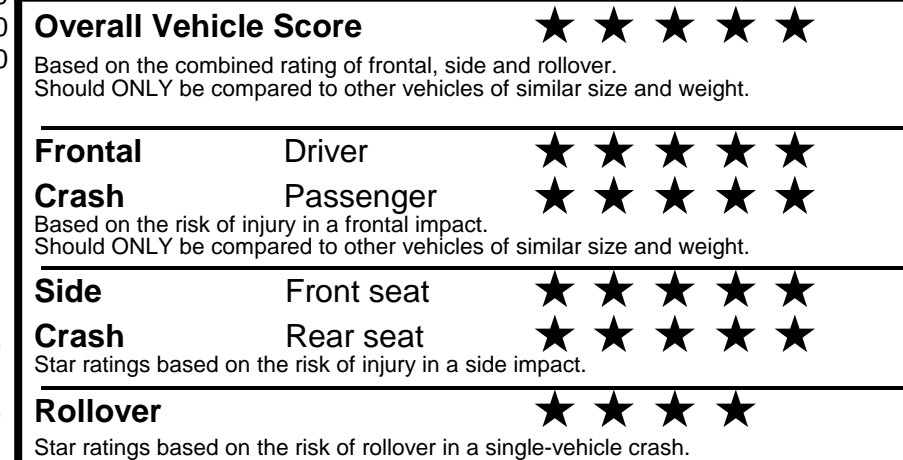 Overall Vehicle Score ★ ★ ★ ★ ★
Based on the combined rating of frontal, side and rollover.
Should ONLY be compared to other vehicles of similar size and weight.
Frontal Driver ★ ★ ★ ★ ★
Crash Passenger ★ ★ ★ ★ ★
Based on the risk of injury in a frontal impact.
Should ONLY be compared to other vehicles of similar size and weight.
Side Front seat ★ ★ ★ ★ ★
Crash Rear seat ★ ★ ★ ★ ★
Star ratings based on the risk of injury in a side impact.
Rollover ★ ★ ★ ★
Star ratings based on the risk of rollover in a single-vehicle crash.